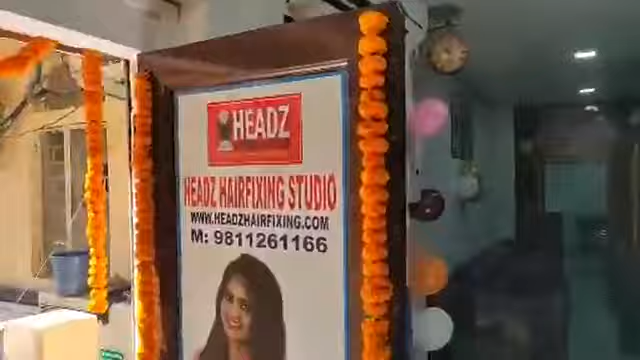 HEADZ
HEADZ HAIRFIXING STUDIO
WWW.HEADZHAIRFIXING.COM
M: 9811261166